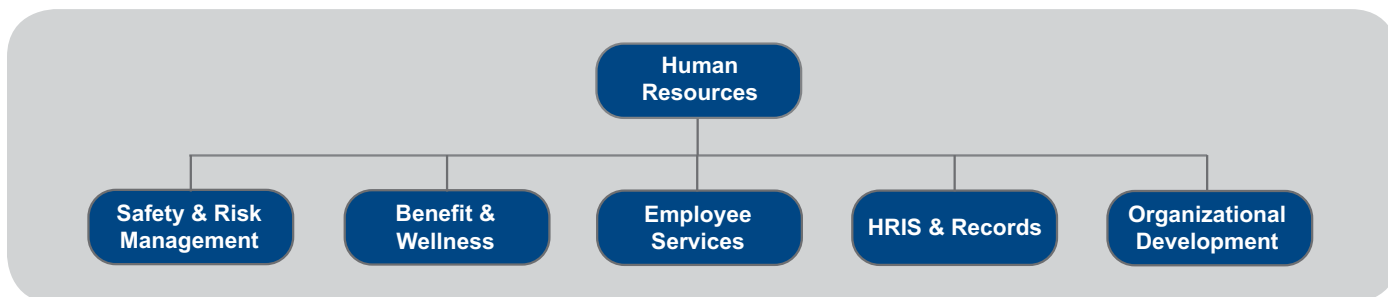 Human
Resources
Safety & Risk
Management
Benefit &
Wellness
Employee
Services
HRIS & Records
Organizational
Development